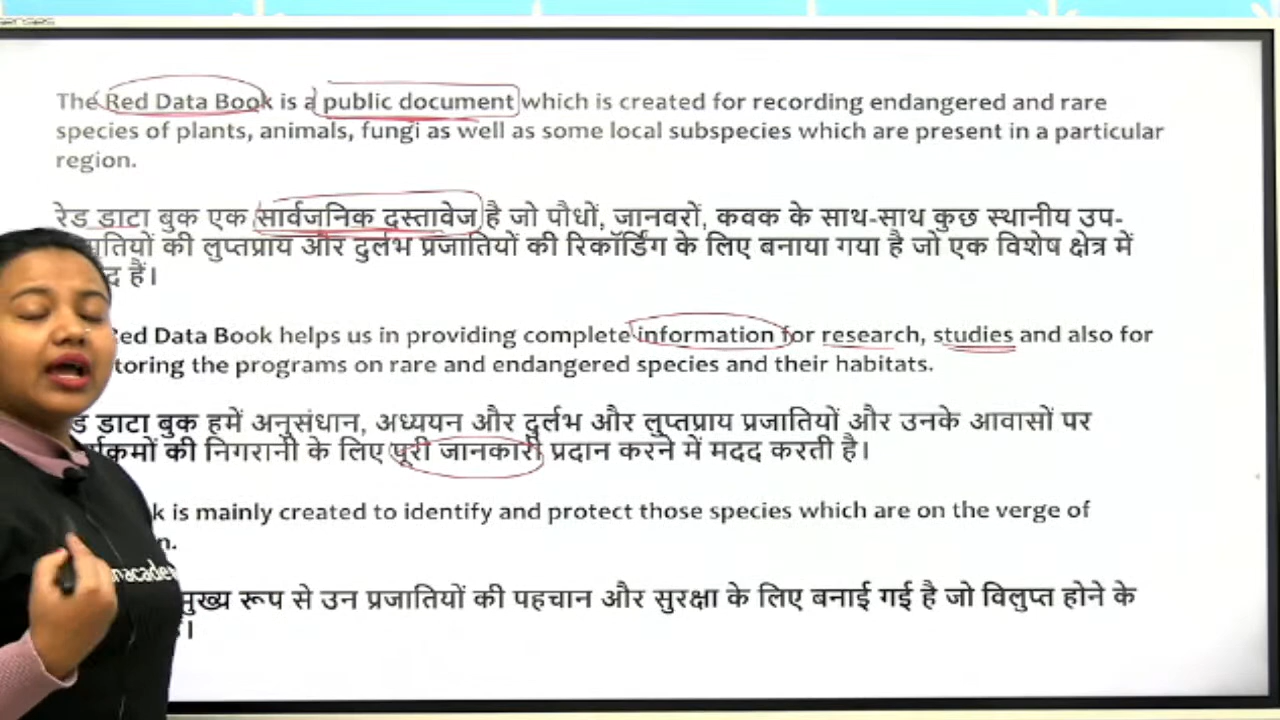 The Red Data Book is a public document which is created for recording endangered and rare
species of plants, animals, fungi as well as some local subspecies which are present in a particular
region.
रेड डाटा बुक एक सार्वजनिक दस्तावेज है जो पौधों, जानवरों, कवक के साथ-साथ कुछ स्थानीय उप-
की लुप्तप्राय और दुर्लभ प्रजातियों की रिकॉर्डिंग के लिए बनाया गया है जो एक विशेष क्षेत्र में
हैं।
Red Data Book helps us in providing complete information for research, studies and also for
the programs on rare and endangered species and their habitats.
डाटा बुक हमें अनुसंधान, अध्ययन और दुर्लभ और लुप्तप्राय प्रजातियों और उनके आवासों पर
की निगरानी के लिए पूरी जानकारी प्रदान करने में मदद करती है।
is mainly created to identify and protect those species which are on the verge of
मुख्य रूप से उन प्रजातियों की पहचान और सुरक्षा के लिए बनाई गई है जो विलुप्त होने के